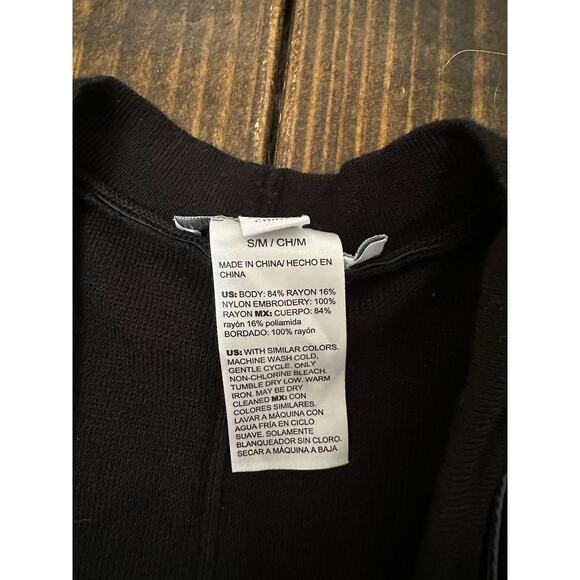 CHINA
S/M / CH/M
MADE IN CHINA/ HECHO EN
CHINA
US: BODY: 84% RAYON 16%
NYLON EMBROIDERY: 100%
RAYON MX: CUERPO: 84%
rayón 16% poliamida
BORDADO: 100% rayón
US: WITH SIMILAR COLORS.
MACHINE WASH COLD,
GENTLE CYCLE. ONLY
NON-CHLORINE BLEACH.
TUMBLE DRY LOW. WARM
IRON. MAY BE DRY
CLEANED MX: CON
COLORES SIMILARES.
LAVAR A MÁQUINA CON
AGUA FRÍA EN CICLO
SUAVE. SOLAMENTE
BLANQUEADOR SIN CLORO.
SECAR A MÁQUINA A BAJA